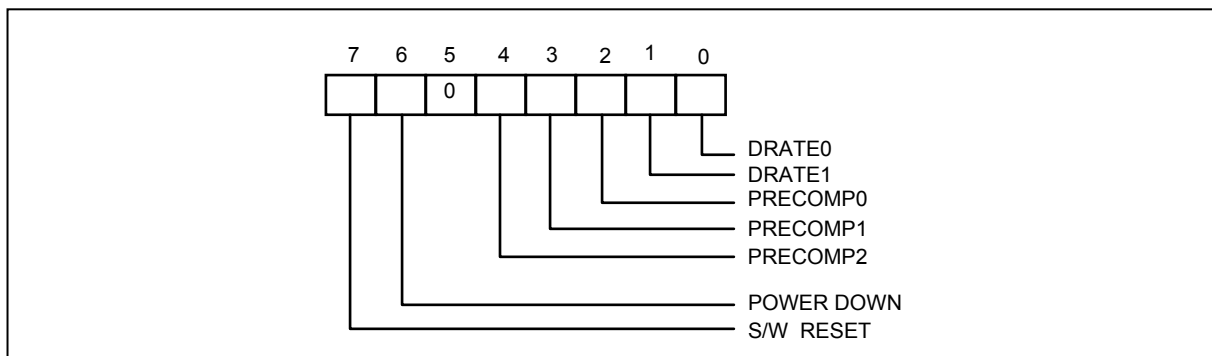 7 6 5 4 3 2 1 0
0
DRATE0
DRATE1
PRECOMP0
PRECOMP1
PRECOMP2
POWER DOWN
S/W RESET